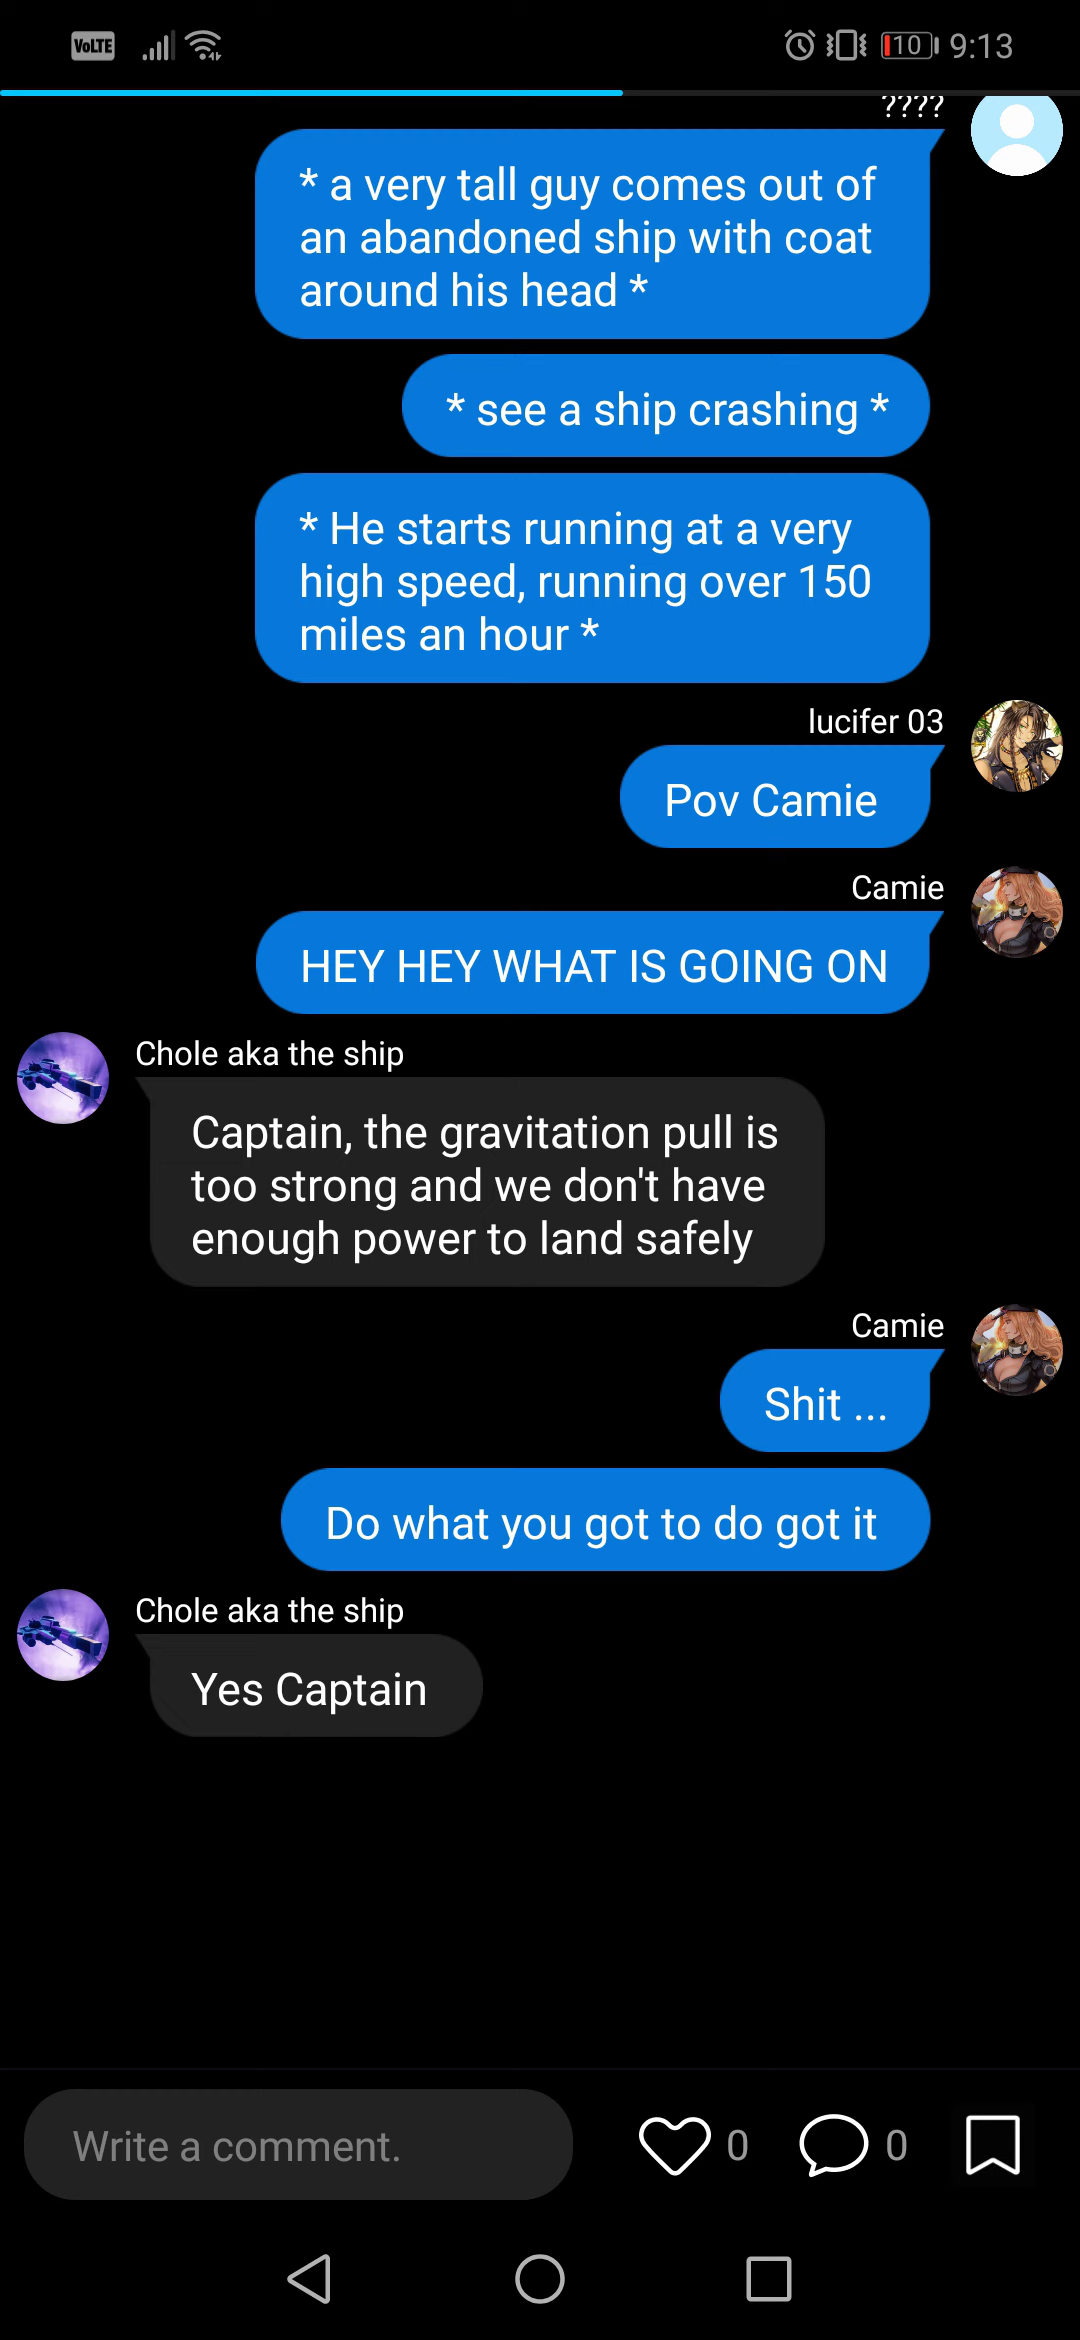 VoLTE
10
9:13
????
* a very tall guy comes out of
an abandoned ship with coat
around his head *
* see a ship crashing *
* He starts running at a very
high speed, running over 150
miles an hour *
lucifer 03
Pov Camie
Camie
HEY HEY WHAT IS GOING ON
Chole aka the ship
Captain, the gravitation pull is
too strong and we don't have
enough power to land safely
Camie
Shit ...
Do what you got to do got it
Chole aka the ship
Yes Captain
Write a comment.
0
0